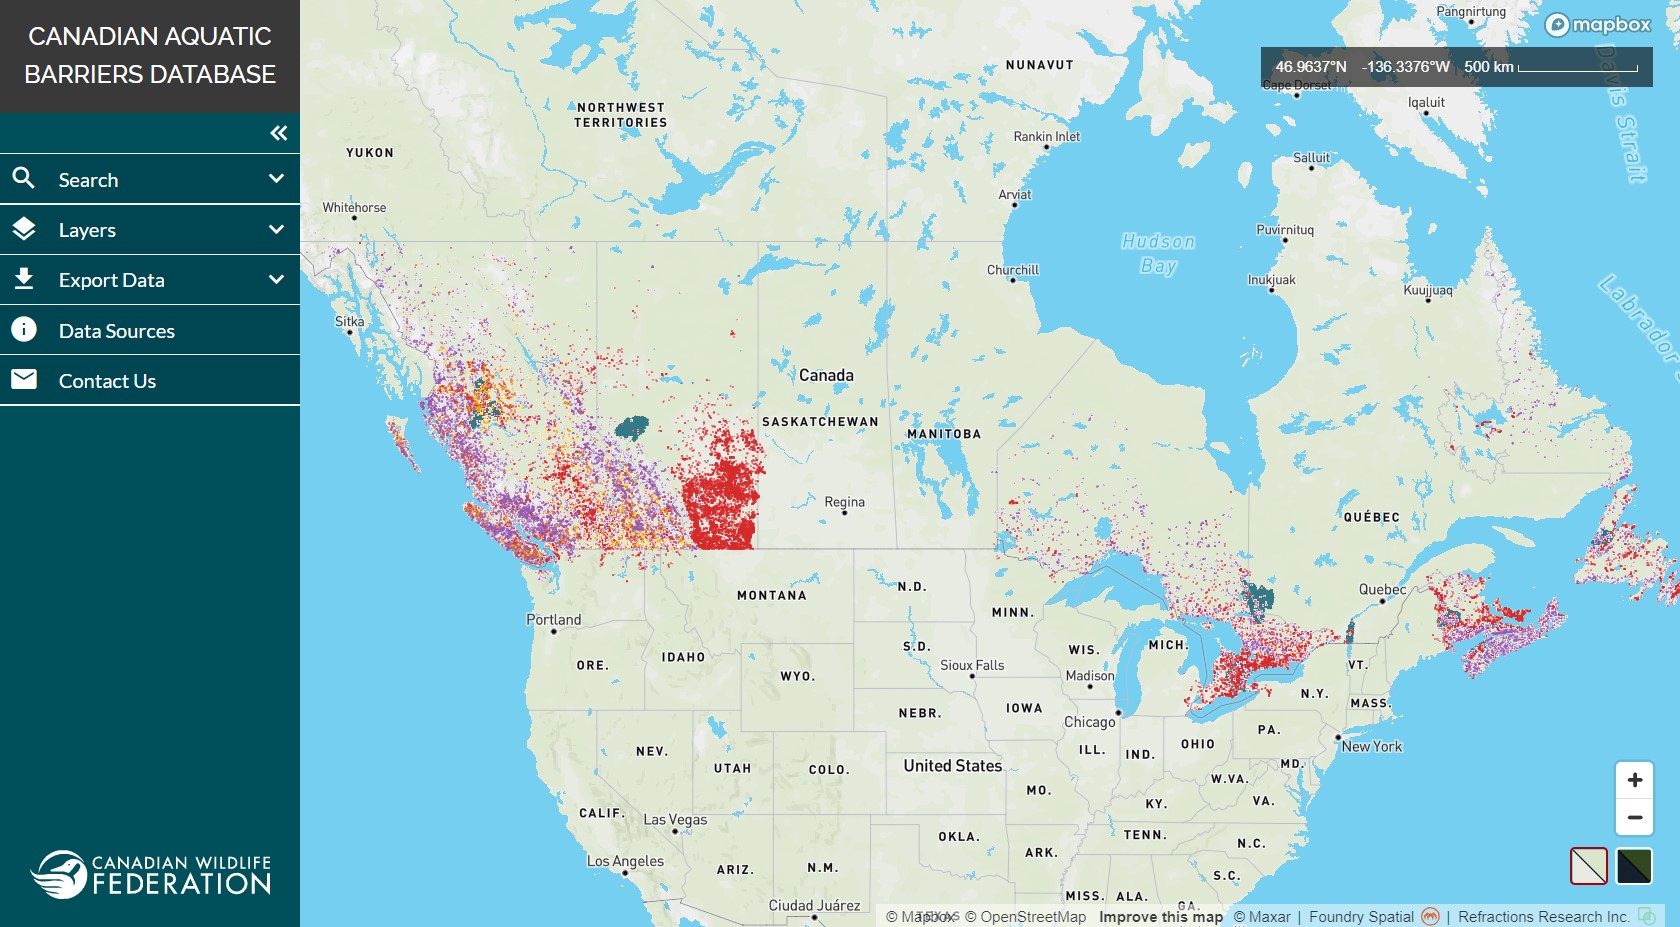 CANADIAN AQUATIC
BARRIERS DATABASE
Search
Layers
Export Data
Data Sources
Contact Us
CANADIAN WILDLIFE
FEDERATION
Pangnirtung
mapbox
46.9637°N -136.3376°W 500 km
Cape Dorset
Iqaluit
Davis Strait
NUNAVUT
NORTHWEST
TERRITORIES
YUKON
Rankin Inlet
Salluit
Whitehorse
Arviat
Puvirnituq
Hudson
Bay
Churchill
Inukjuak
Kuujjuaq
Labrador
Sitka
Canada
SASKATCHEWAN
MANITOBA
Regina
QUÉBEC
Quebec
MONTANA
N.D.
MINN.
Portland
ORE.
IDAHO
WYO.
S.D.
Sioux Falls
WIS.
Madison
MICH.
VT.
N.Y.
MASS.
NEBR.
IOWA
Chicago
NEV.
UTAH
COLO.
United States
ILL.
IND.
OHIO
PA.
New York
MD.
MO.
W.VA.
KY.
VA.
CALIF.
Las Vegas
OKLA.
TENN.
N.C.
Los Angeles
ARIZ.
N.M.
ARK.
S.C.
MISS.
ALA.
GA.
Ciudad Juárez
TEXAS
© Mapbox © OpenStreetMap Improve this map © Maxar | Foundry Spatial | Refractions Research Inc.